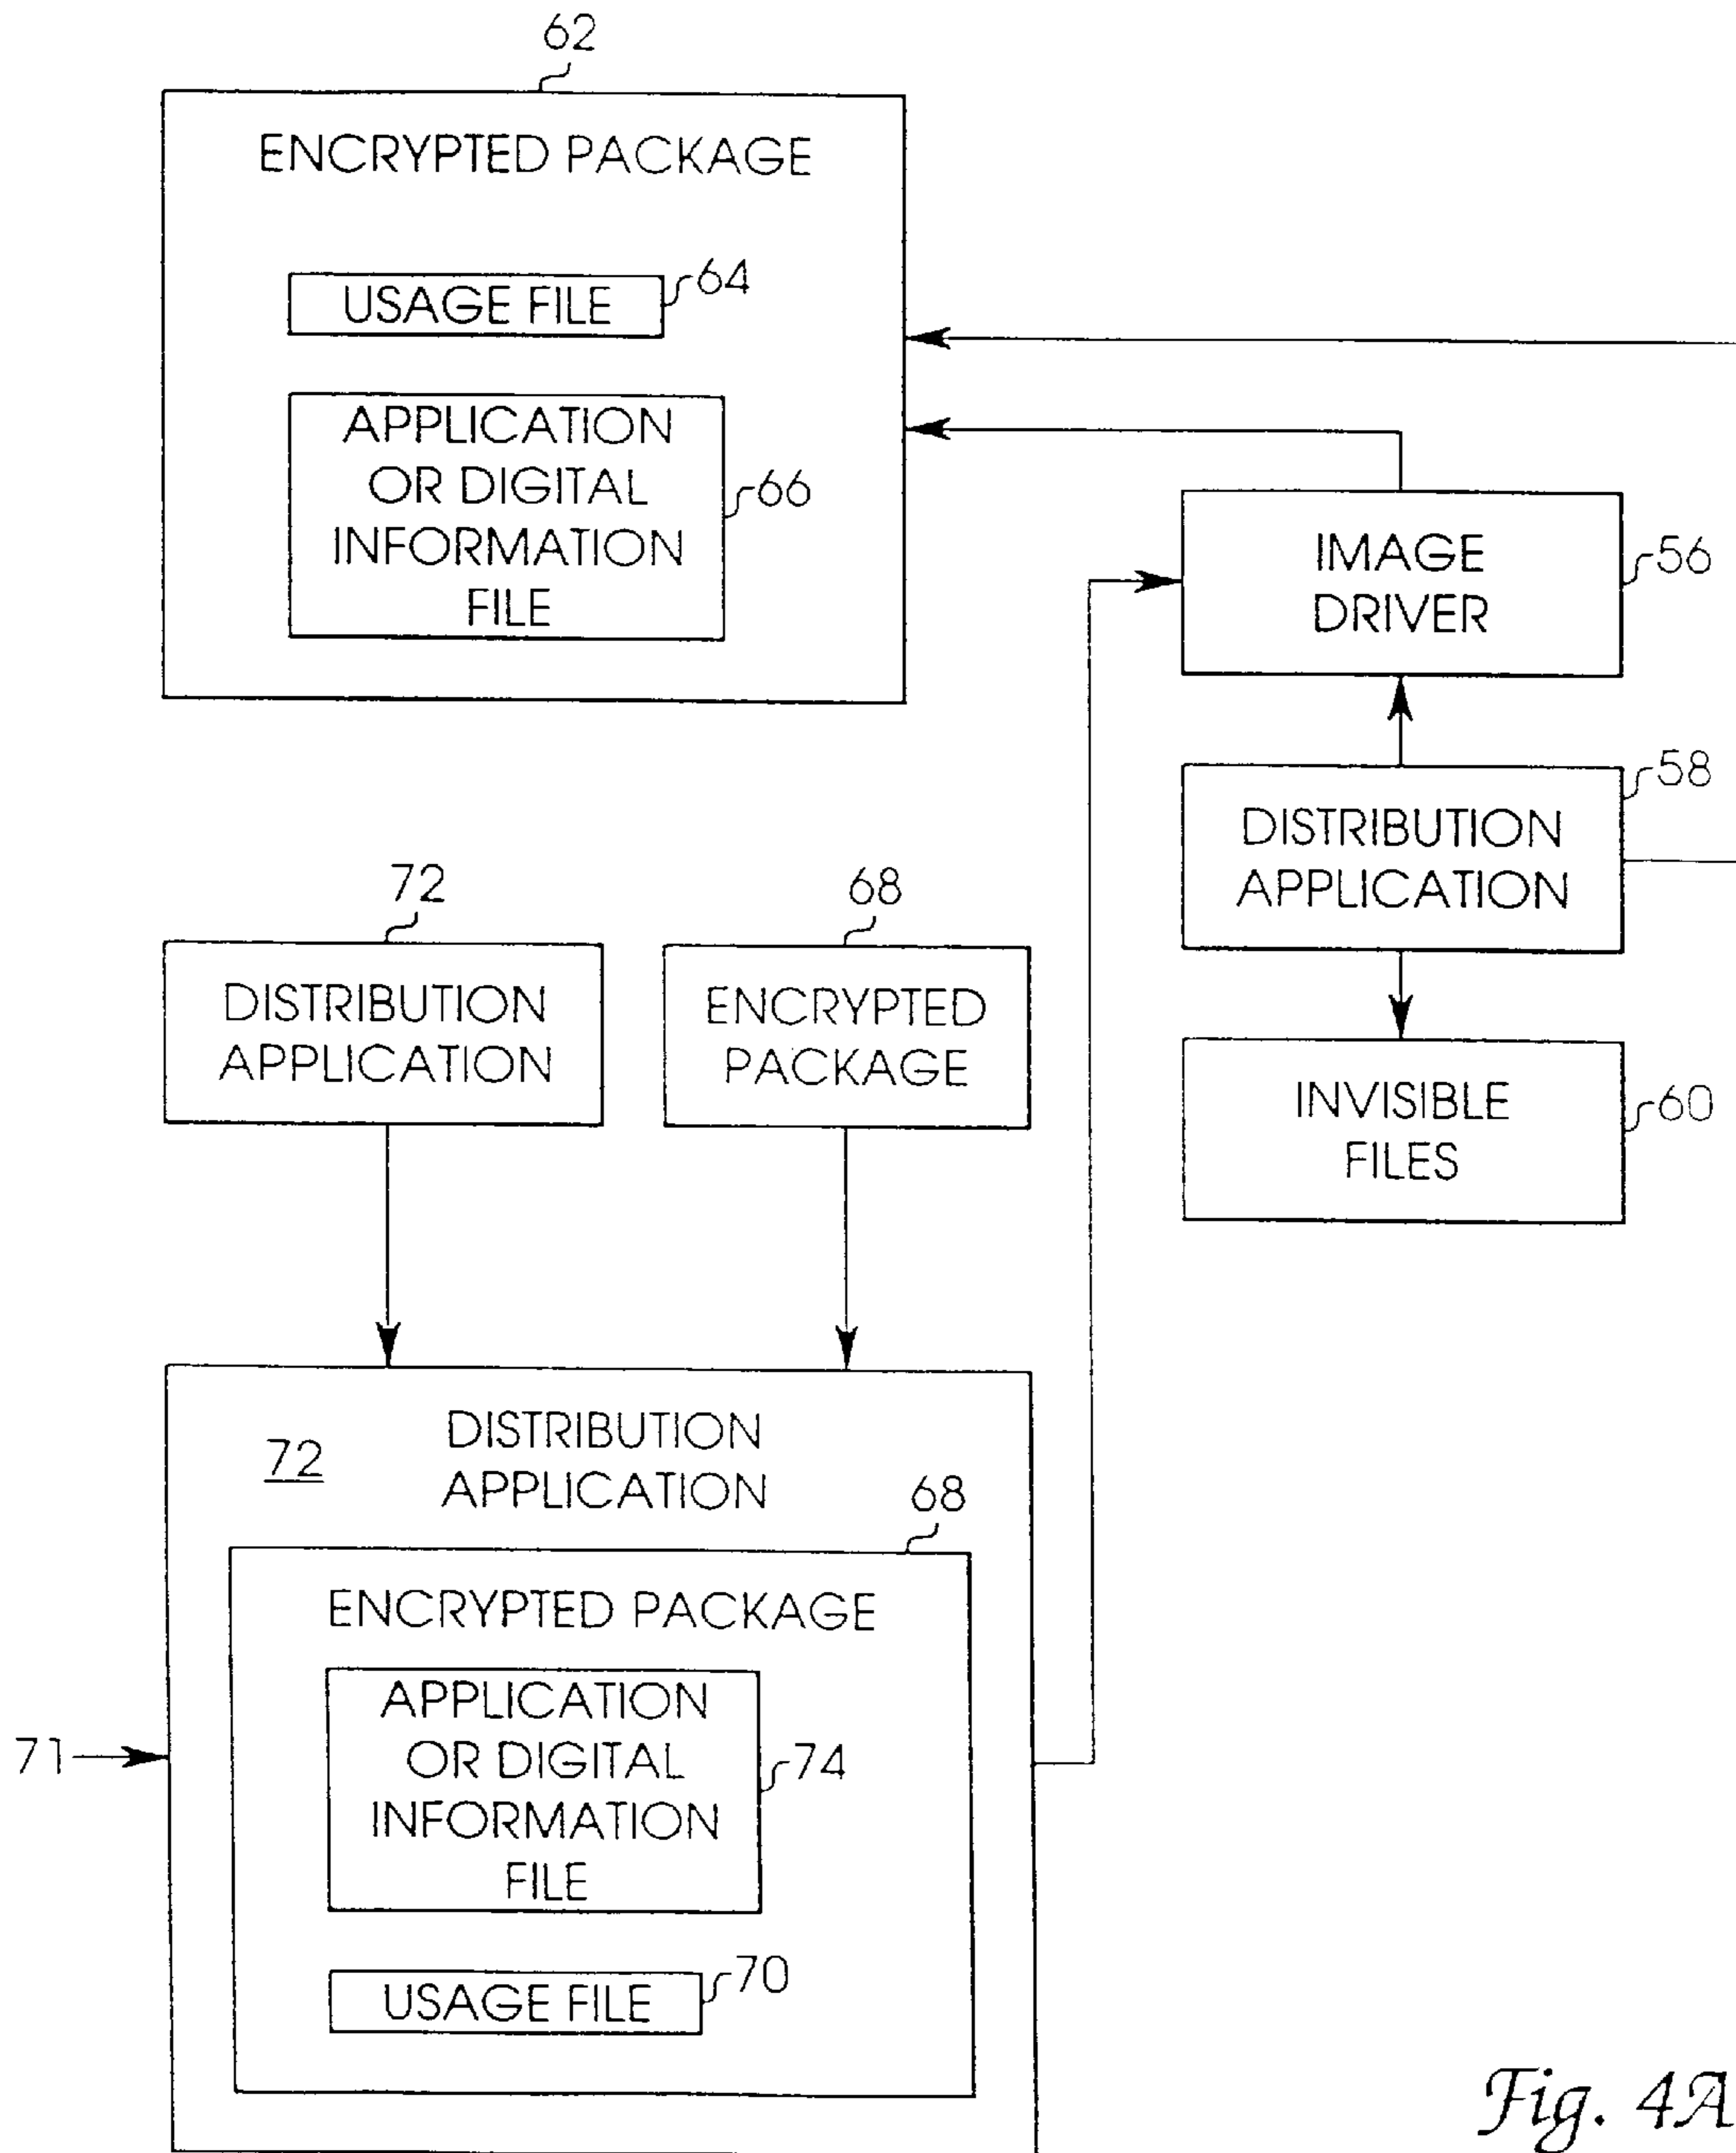 62
ENCRYPTED PACKAGE
USAGE FILE
64
APPLICATION
OR DIGITAL
INFORMATION
FILE
66
IMAGE
DRIVER
56
DISTRIBUTION
APPLICATION
58
INVISIBLE
FILES
60
72
DISTRIBUTION
APPLICATION
68
ENCRYPTED
PACKAGE
72
DISTRIBUTION
APPLICATION
68
ENCRYPTED PACKAGE
APPLICATION
OR DIGITAL
INFORMATION
FILE
74
71
USAGE FILE
70
Fig. 4A